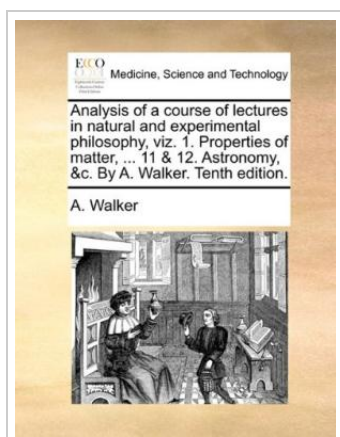 ECCO
Medicine, Science and Technology
Analysis of a course of lectures
in natural and experimental
philosophy, viz. 1. Properties of
matter, ... 11 & 12. Astronomy,
&c. By A. Walker. Tenth edition.
A. Walker